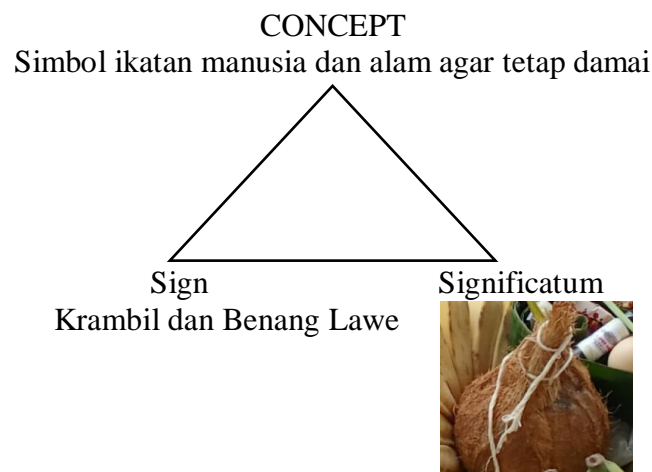 CONCEPT
Simbol ikatan manusia dan alam agar tetap damai
Sign
Significatum
Krambil dan Benang Lawe